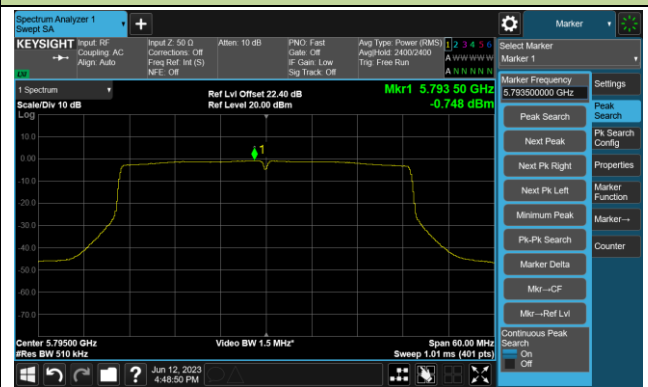 Spectrum Analyzer 1
Swept SA
Marker
KEYSIGHT
Input: RF
Coupling: AC
Align: Auto
Input Z: 50 Ω
Corrections: Off
Freq Ref: Int (S)
NFE: Off
Atten: 10 dB
PNO: Fast
Gate: Off
IF Gain: Low
Sig Track: Off
Avg Type: Power (RMS)
Avg|Hold: 2400/2400
Trig: Free Run
1 2 3 4 5 6
A W W W W W
A N N N N N
Select Marker
Marker 1
Marker Frequency
5.793500000 GHz
Peak Search
Next Peak
Next Pk Right
Next Pk Left
Minimum Peak
Pk-Pk Search
Marker Delta
Mkr→CF
Mkr→Ref Lvl
Continuous Peak
Search
On
Off
Settings
Peak
Search
Pk Search
Config
Properties
Marker
Function
Marker→
Counter
1 Spectrum
Scale/Div 10 dB
Log
Ref Lvl Offset 22.40 dB
Ref Level 20.00 dBm
Mkr1 5.793 50 GHz
-0.748 dBm
1
10.0
0.00
-10.0
-20.0
-30.0
-40.0
-50.0
-60.0
-70.0
Center 5.79500 GHz
#Res BW 510 kHz
Video BW 1.5 MHz*
Span 60.00 MHz
Sweep 1.01 ms (401 pts)
?
Jun 12, 2023
4:48:50 PM